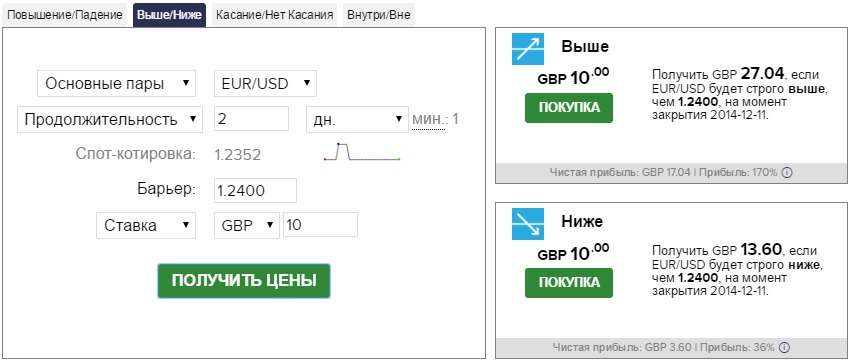 Повышение/Падение Выше/Ниже Касание/Нет Касания Внутри/Вне
Основные пары EUR/USD
Продолжительность 2 дн. мин.: 1
Спот-котировка: 1.2352
Барьер: 1.2400
Ставка GBP 10
ПОЛУЧИТЬ ЦЕНЫ
Выше
GBP 10.00
ПОКУПКА
Получить GBP 27.04, если
EUR/USD будет строго выше,
чем 1.2400, на момент
закрытия 2014-12-11.
Чистая прибыль: GBP 17.04 | Прибыль: 170%
Ниже
GBP 10.00
ПОКУПКА
Получить GBP 13.60, если
EUR/USD будет строго ниже,
чем 1.2400, на момент
закрытия 2014-12-11.
Чистая прибыль: GBP 3.60 | Прибыль: 36%